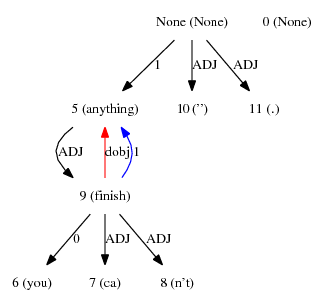 None (None) 0 (None)
1 ADJ ADJ
5 (anything) 10 ('') 11 (.)
ADJ dobj 1
9 (finish)
0 ADJ ADJ
6 (you) 7 (ca) 8 (n't)